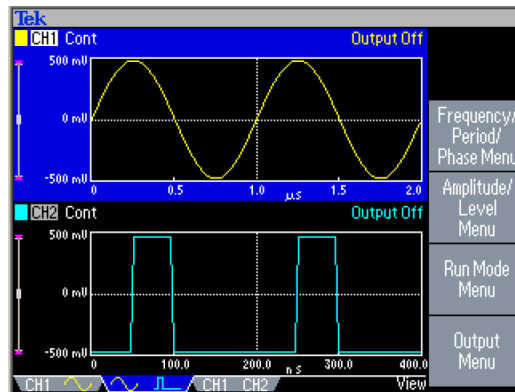 Tek
CH1 Cont Output Off
500 mV
0 mV
-500 mV
0 0.5 1.0 1.5 2.0
µs
CH2 Cont Output Off
500 mV
0 mV
-500 mV
0 100.0 200.0 300.0 400.0
ns
CH1 CH1 CH2 View
Frequency/
Period/
Phase Menu
Amplitude/
Level
Menu
Run Mode
Menu
Output
Menu